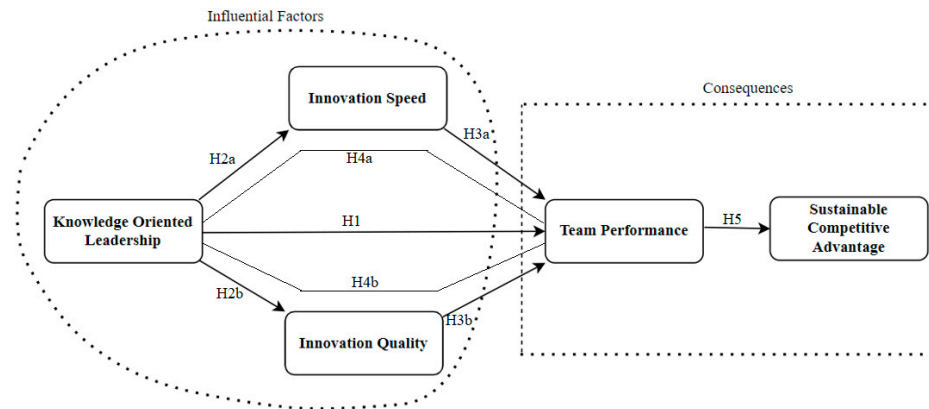 Influential Factors
Consequences
Innovation Speed
H2a
H3a
H4a
Knowledge Oriented
Leadership
H1
Team Performance
H5
Sustainable
Competitive
Advantage
H4b
H2b
H3b
Innovation Quality